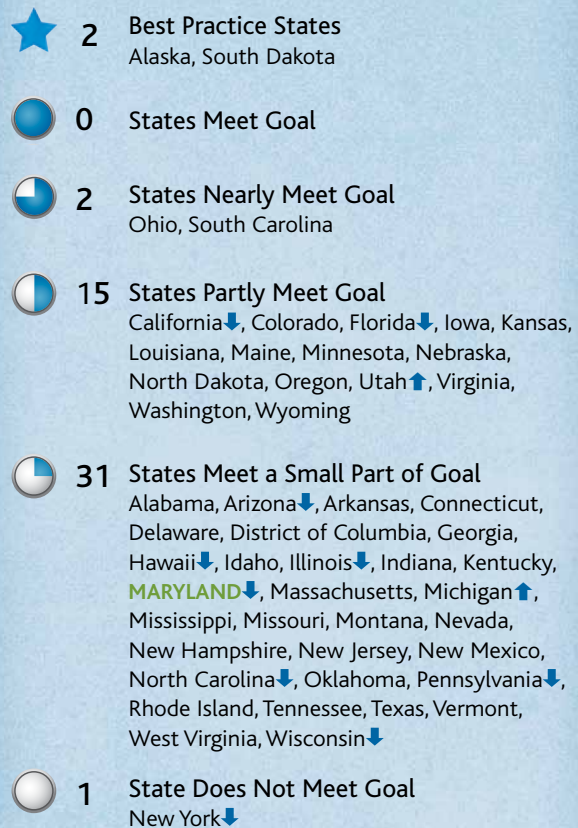 2 Best Practice States
Alaska, South Dakota
0 States Meet Goal
2 States Nearly Meet Goal
Ohio, South Carolina
15 States Partly Meet Goal
California⬇, Colorado, Florida⬇, Iowa, Kansas,
Louisiana, Maine, Minnesota, Nebraska,
North Dakota, Oregon, Utah⬆, Virginia,
Washington, Wyoming
31 States Meet a Small Part of Goal
Alabama, Arizona⬇, Arkansas, Connecticut,
Delaware, District of Columbia, Georgia,
Hawaii⬇, Idaho, Illinois⬇, Indiana, Kentucky,
MARYLAND⬇, Massachusetts, Michigan⬆,
Mississippi, Missouri, Montana, Nevada,
New Hampshire, New Jersey, New Mexico,
North Carolina⬇, Oklahoma, Pennsylvania⬇,
Rhode Island, Tennessee, Texas, Vermont,
West Virginia, Wisconsin⬇
1 State Does Not Meet Goal
New York⬇